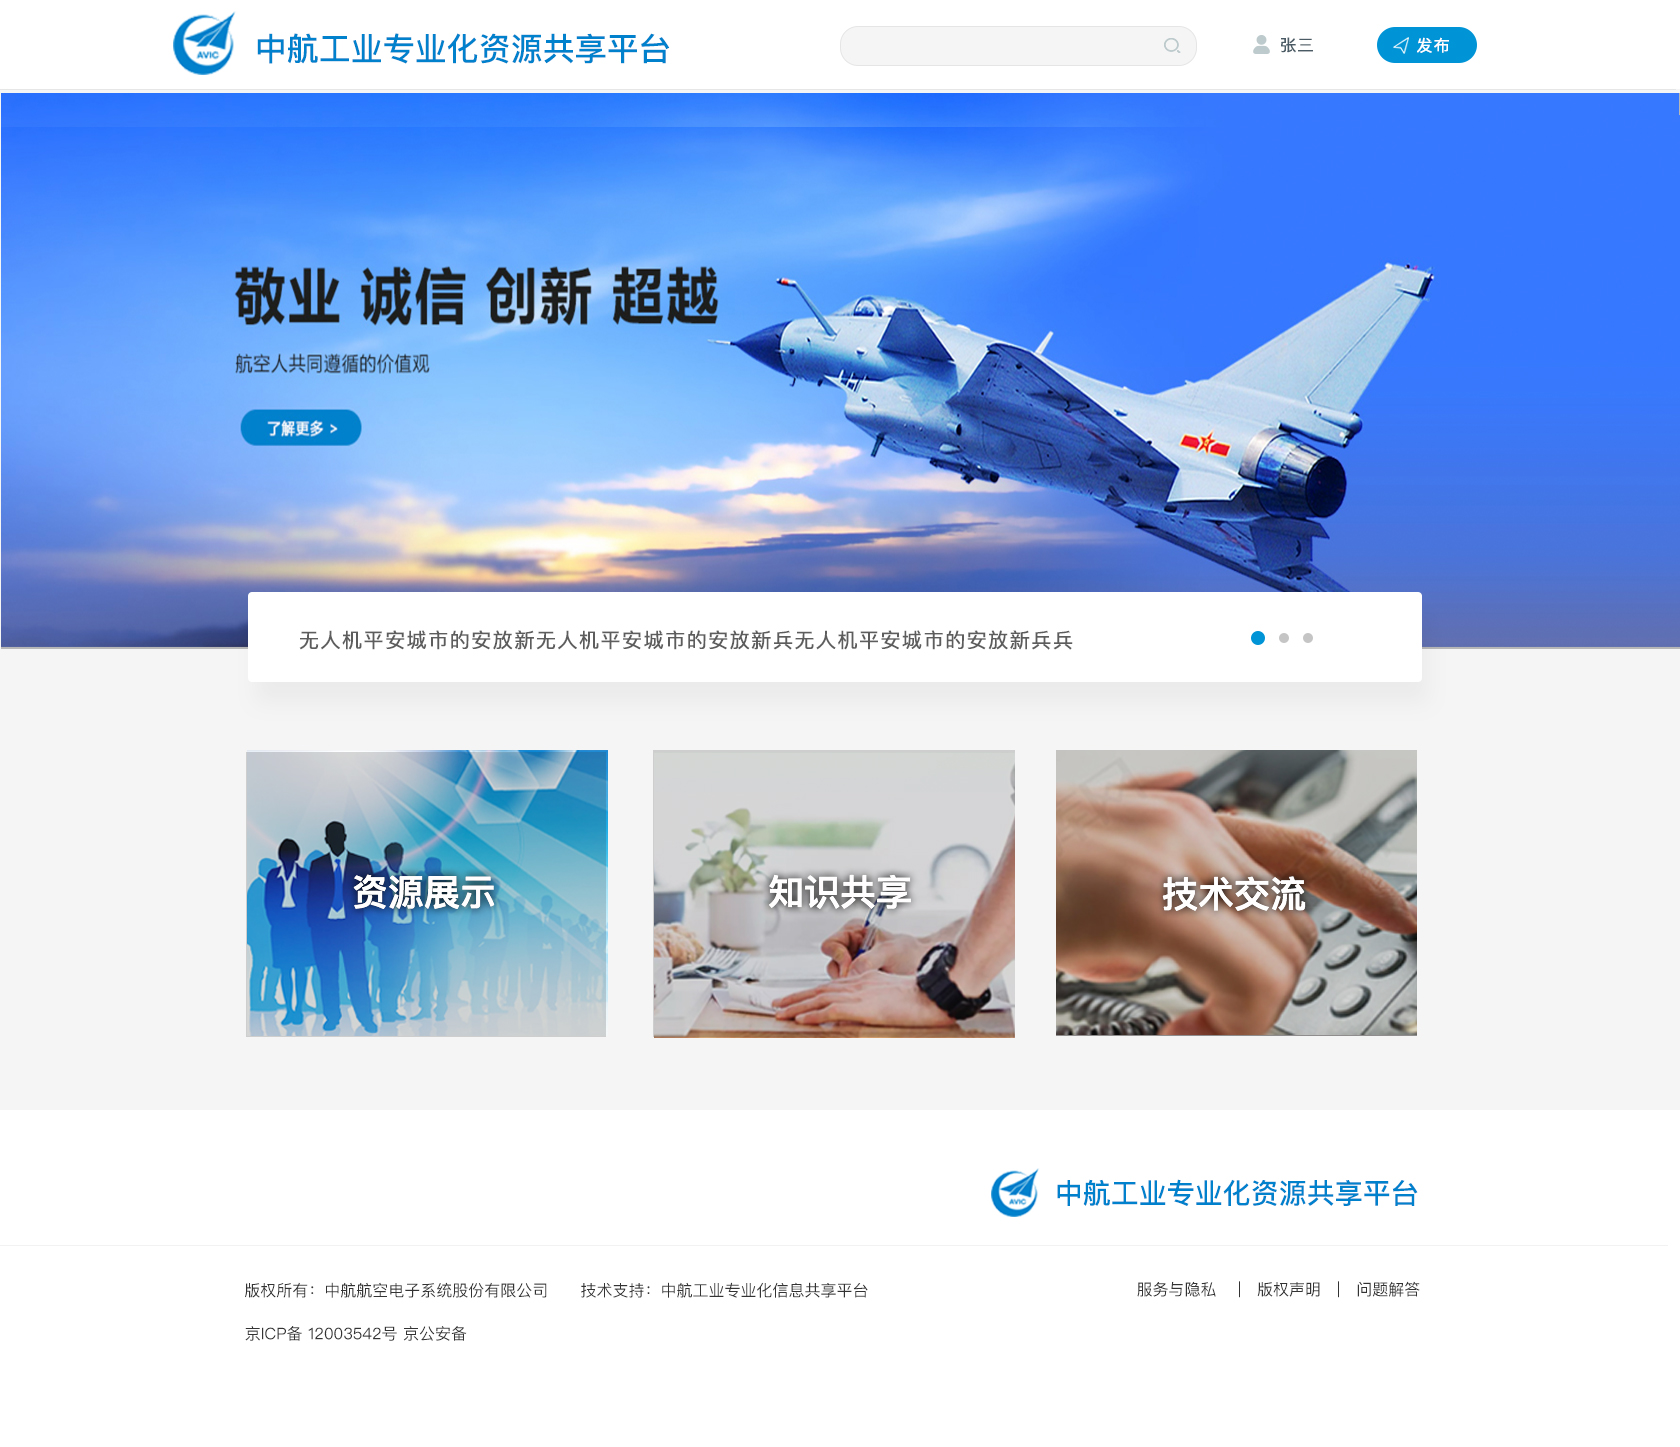 AVIC
中航工业专业化资源共享平台
张三
发布
敬业 诚信 创新 超越
航空人共同遵循的价值观
了解更多 >
无人机平安城市的安放新无人机平安城市的安放新兵无人机平安城市的安放新兵兵
资源展示
知识共享
技术交流
AVIC
中航工业专业化资源共享平台
版权所有：中航航空电子系统股份有限公司 技术支持：中航工业专业化信息共享平台
服务与隐私 | 版权声明 | 问题解答
京ICP备 12003542号 京公安备